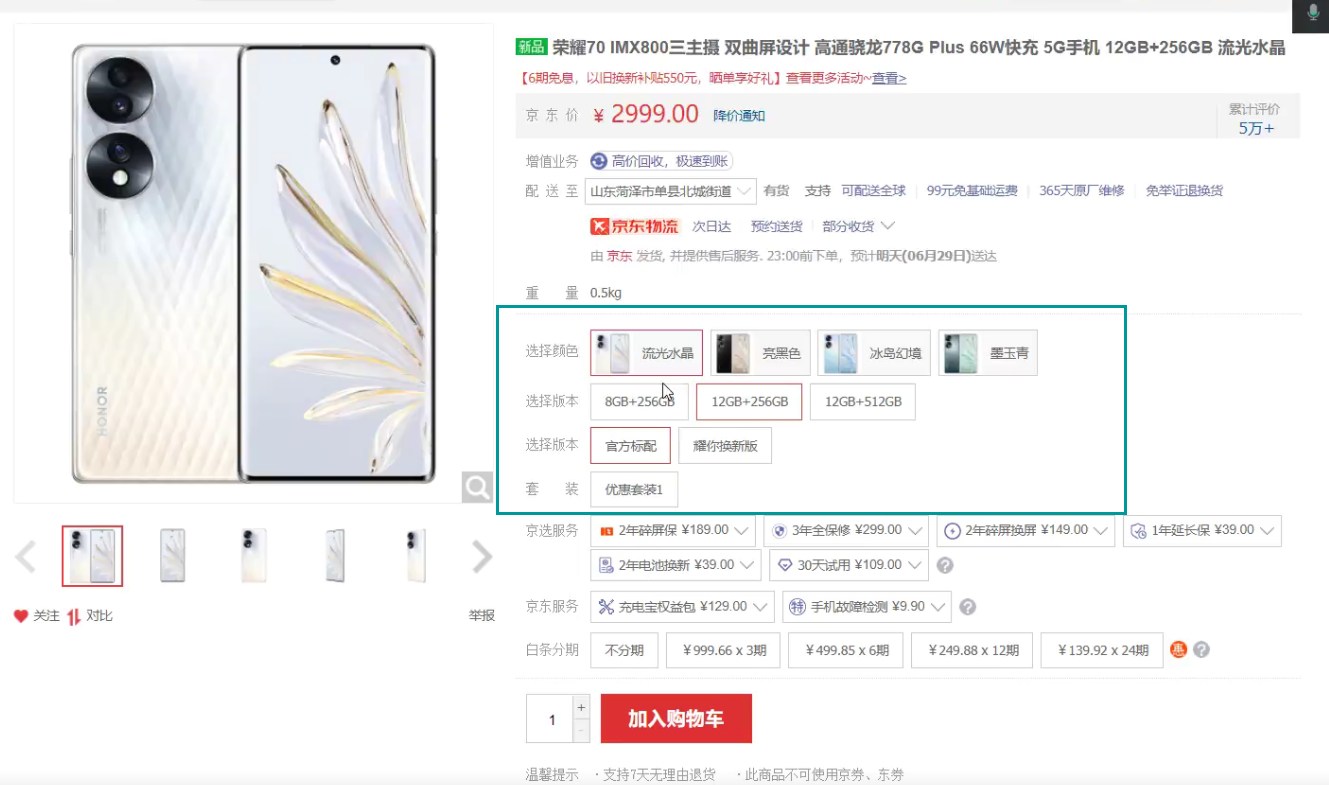 新品 荣耀70 IMX800三主摄 双曲屏设计 高通骁龙778G Plus 66W快充 5G手机 12GB+256GB 流光水晶
【6期免息，以旧换新补贴550元，晒单享好礼】查看更多活动~查看>
京 东 价 ￥ 2999.00 降价通知 累计评价
5万+
增值业务 高价回收，极速到账
配 送 至 山东菏泽市单县北城街道 有货 支持 可配送全球 99元免基础运费 365天原厂维修 免举证退换货
京东物流 次日达 预约送货 部分收货
由 京东 发货, 并提供售后服务. 23:00前下单，预计明天(06月29日)送达
重 量 0.5kg
选择颜色 流光水晶 亮黑色 冰岛幻境 墨玉青
选择版本 8GB+256GB 12GB+256GB 12GB+512GB
选择版本 官方标配 耀你换新版
套 装 优惠套装1
京选服务 2年碎屏保 ¥189.00 3年全保修 ¥299.00 2年碎屏换屏 ¥149.00 1年延长保 ¥39.00
2年电池换新 ¥39.00 30天试用 ¥109.00 ?
京东服务 充电宝权益包 ¥129.00 特 手机故障检测 ¥9.90 ?
白条分期 不分期 ￥999.66 x 3期 ￥499.85 x 6期 ￥249.88 x 12期 ￥139.92 x 24期 惠 ?
1 + - 加入购物车
温馨提示 ·支持7天无理由退货 ·此商品不可使用京券、东券
HONOR
关注 对比 举报